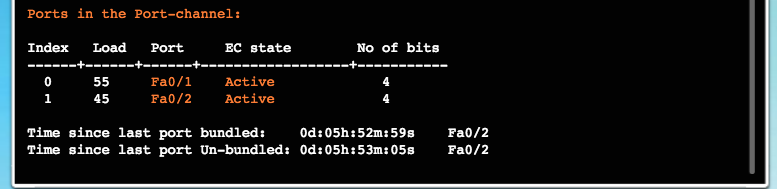 Ports in the Port-channel:
Index   Load   Port     EC state        No of bits
------+------+------+------------------+-----------
  0     55     Fa0/1    Active             4
  1     45     Fa0/2    Active             4
Time since last port bundled:    0d:05h:52m:59s    Fa0/2
Time since last port Un-bundled: 0d:05h:53m:05s    Fa0/2